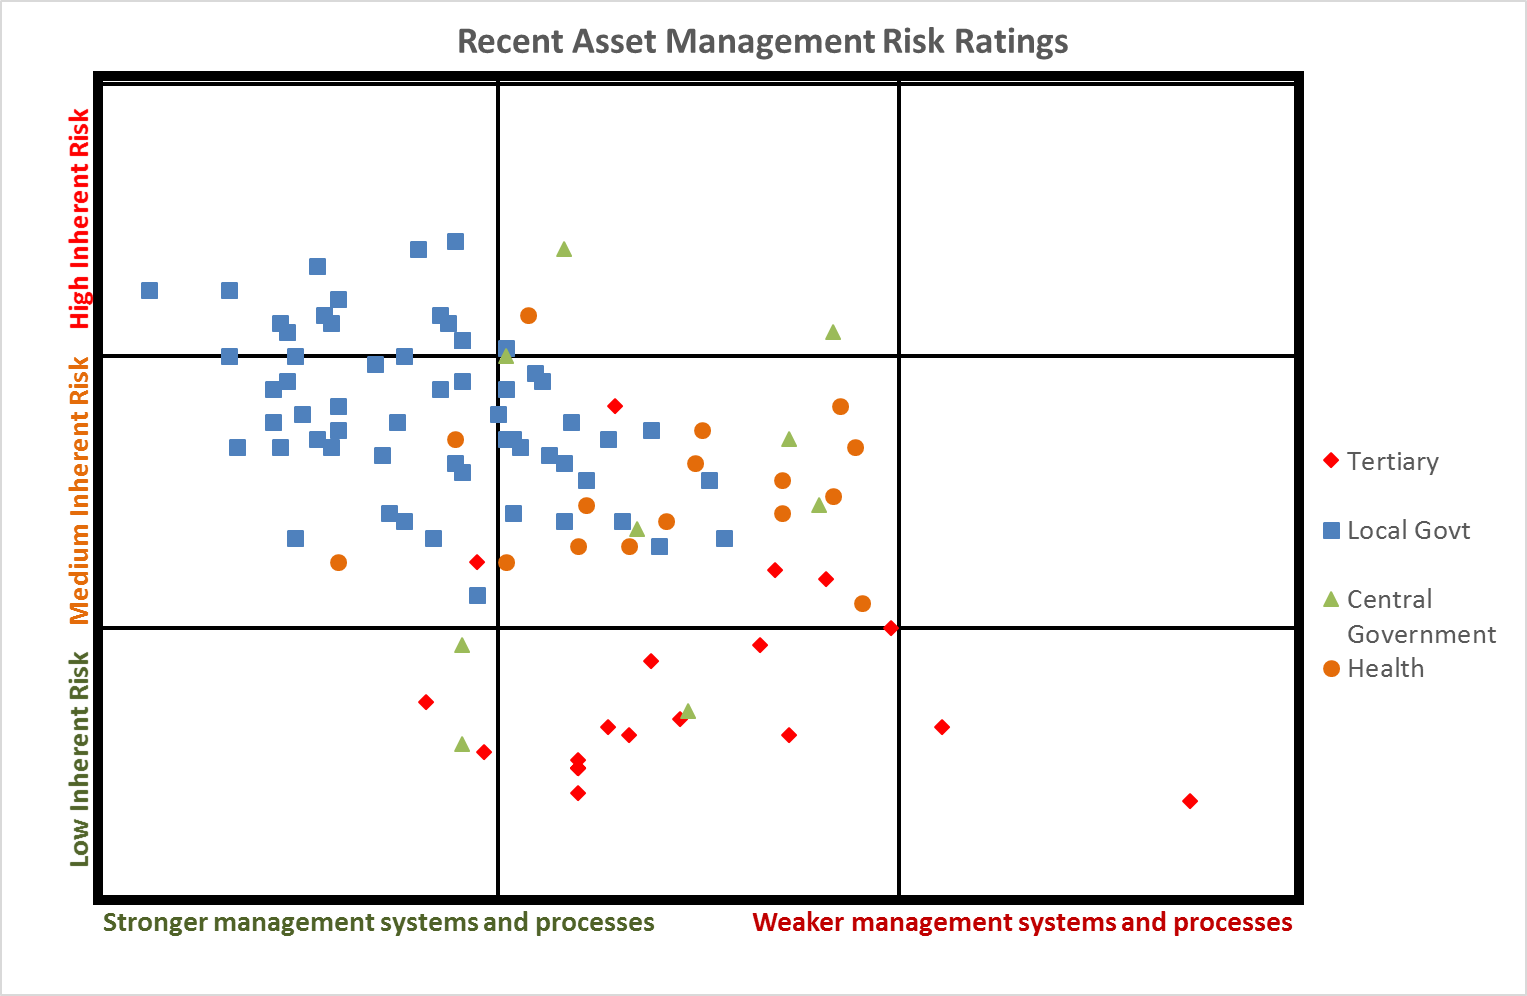 Recent Asset Management Risk Ratings
High Inherent Risk
Medium Inherent Risk
Low Inherent Risk
Tertiary
Local Govt
Central
Government
Health
Stronger management systems and processes
Weaker management systems and processes